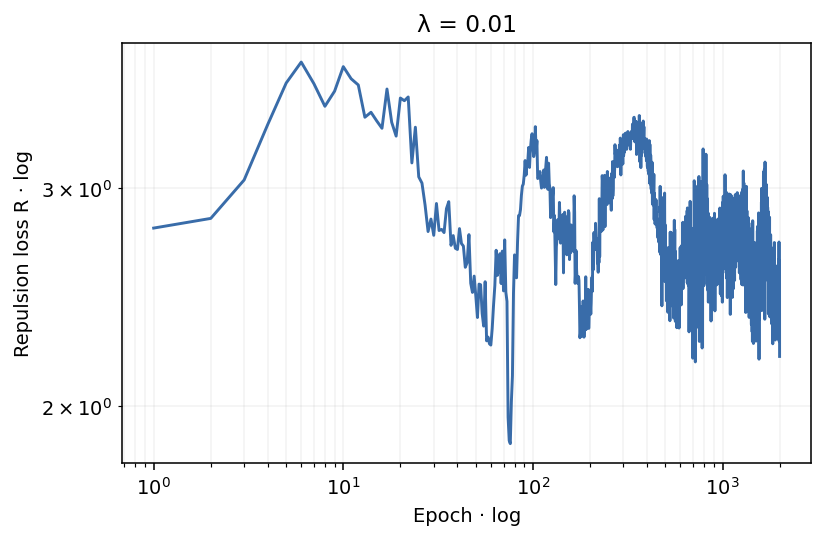 λ = 0.01
Repulsion loss R · log
3 × 10⁰
2 × 10⁰
10⁰ 10¹ 10² 10³
Epoch · log